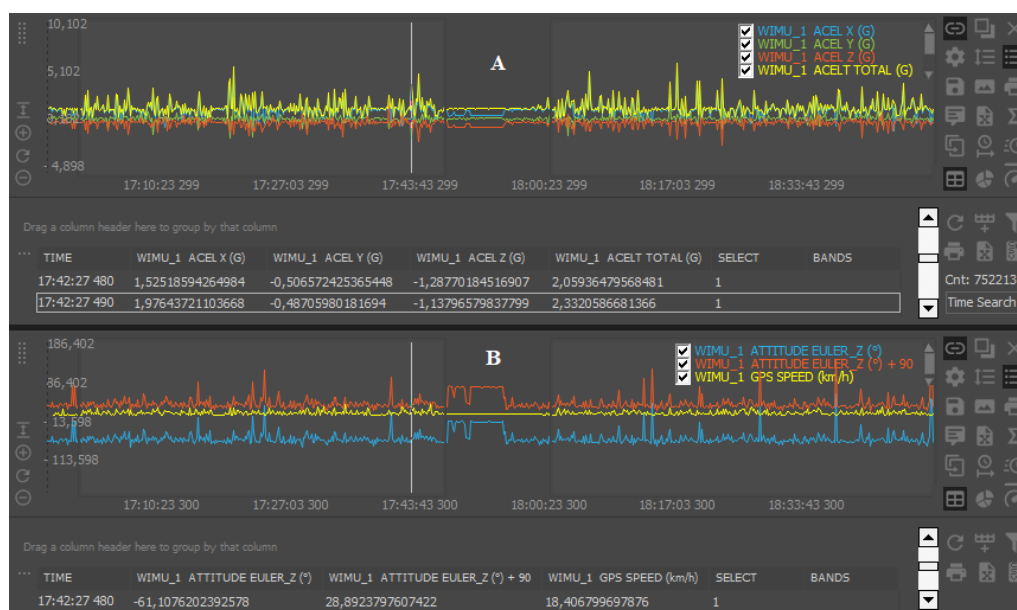 10,102
WIMU_1 ACEL X (G)
WIMU_1 ACEL Y (G)
A
WIMU_1 ACEL Z (G)
5,102
WIMU_1 ACELT TOTAL (G)
- 4,898
17:10:23 299 17:27:03 299 17:43:43 299 18:00:23 299 18:17:03 299 18:33:43 299
Drag a column header here to group by that column
TIME WIMU_1 ACEL X (G) WIMU_1 ACEL Y (G) WIMU_1 ACEL Z (G) WIMU_1 ACELT TOTAL (G) SELECT BANDS
17:42:27 480 1,52518594264984 -0,506572425365448 -1,28770184516907 2,05936479568481 1
Cnt: 752213
17:42:27 490 1,97643721103668 -0,48705980181694 -1,13796579837799 2,3320586681366 1
Time Search
186,402
B
WIMU_1 ATTITUDE EULER_Z (°)
WIMU_1 ATTITUDE EULER_Z (°) + 90
WIMU_1 GPS SPEED (km/h)
86,402
- 13,598
- 113,598
17:10:23 300 17:27:03 300 17:43:43 300 18:00:23 300 18:17:03 300 18:33:43 300
Drag a column header here to group by that column
TIME WIMU_1 ATTITUDE EULER_Z (°) WIMU_1 ATTITUDE EULER_Z (°) + 90 WIMU_1 GPS SPEED (km/h) SELECT BANDS
17:42:27 480 -61,1076202392578 28,8923797607422 18,406799697876 1